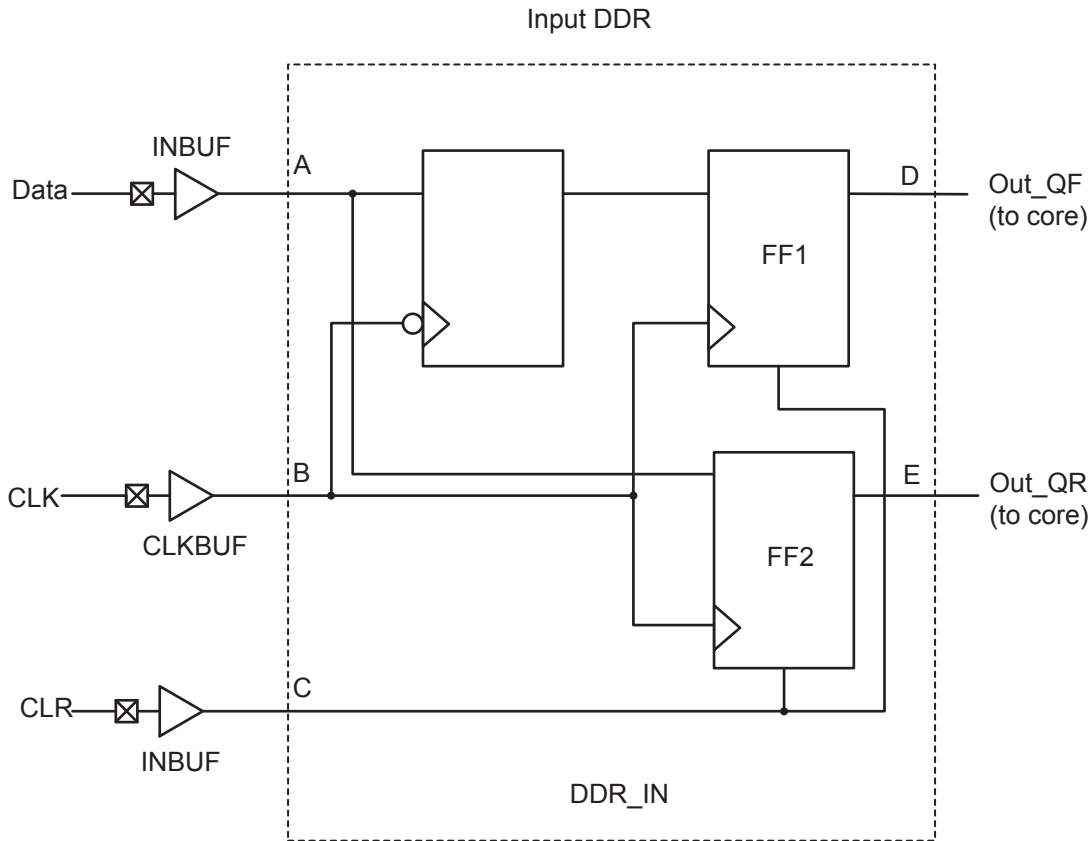 Input DDR
INBUF
A
Data
D
Out_QF
(to core)
FF1
B
CLK
CLKBUF
E
Out_QR
(to core)
FF2
C
CLR
INBUF
DDR_IN